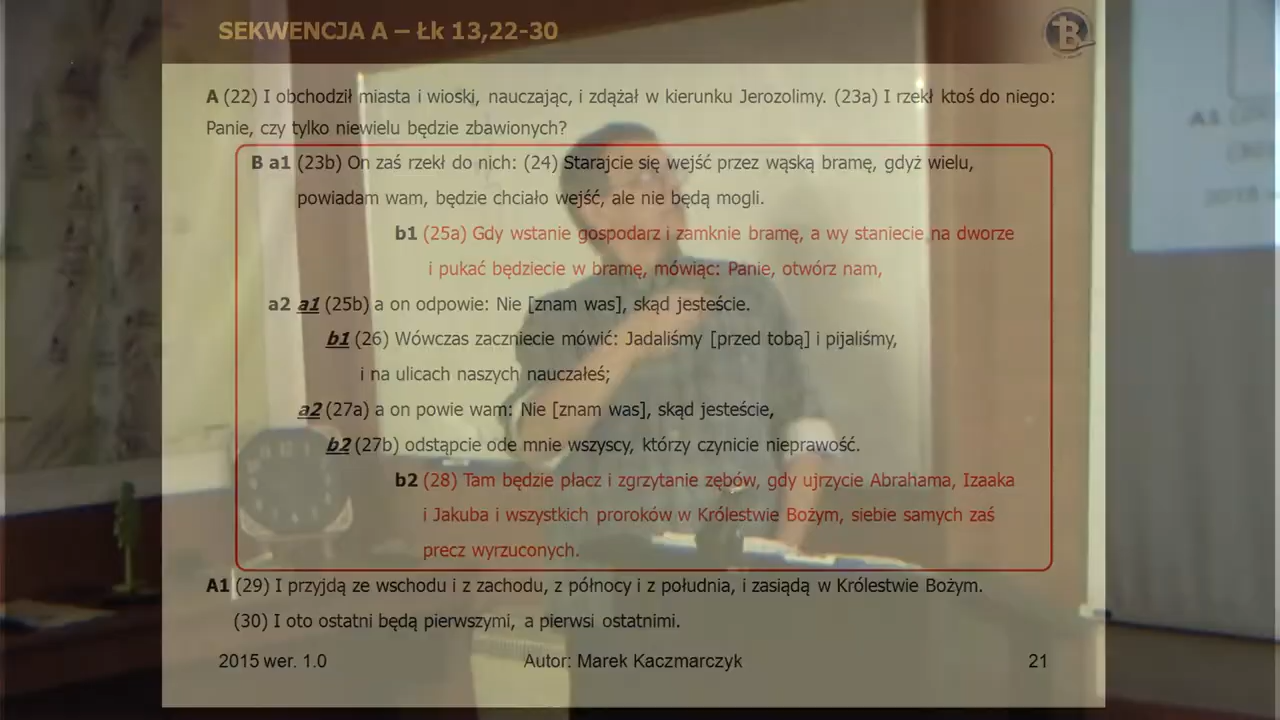 SEKWENCJA A – Łk 13,22-30
A (22) I obchodził miasta i wioski, nauczając, i zdążał w kierunku Jerozolimy. (23a) I rzekł ktoś do niego:
Panie, czy tylko niewielu będzie zbawionych?
B a1 (23b) On zaś rzekł do nich: (24) Starajcie się wejść przez wąską bramę, gdyż wielu,
powiadam wam, będzie chciało wejść, ale nie będą mogli.
b1 (25a) Gdy wstanie gospodarz i zamknie bramę, a wy staniecie na dworze
i pukać będziecie w bramę, mówiąc: Panie, otwórz nam,
a2 a1 (25b) a on odpowie: Nie [znam was], skąd jesteście.
b1 (26) Wówczas zaczniecie mówić: Jadaliśmy [przed tobą] i pijaliśmy,
i na ulicach naszych nauczałeś;
a2 (27a) a on powie wam: Nie [znam was], skąd jesteście,
b2 (27b) odstąpcie ode mnie wszyscy, którzy czynicie nieprawość.
b2 (28) Tam będzie płacz i zgrzytanie zębów, gdy ujrzycie Abrahama, Izaaka
i Jakuba i wszystkich proroków w Królestwie Bożym, siebie samych zaś
precz wyrzuconych.
A1 (29) I przyjdą ze wschodu i z zachodu, z północy i z południa, i zasiądą w Królestwie Bożym.
(30) I oto ostatni będą pierwszymi, a pierwsi ostatnimi.
2015 wer. 1.0 Autor: Marek Kaczmarczyk 21
A1